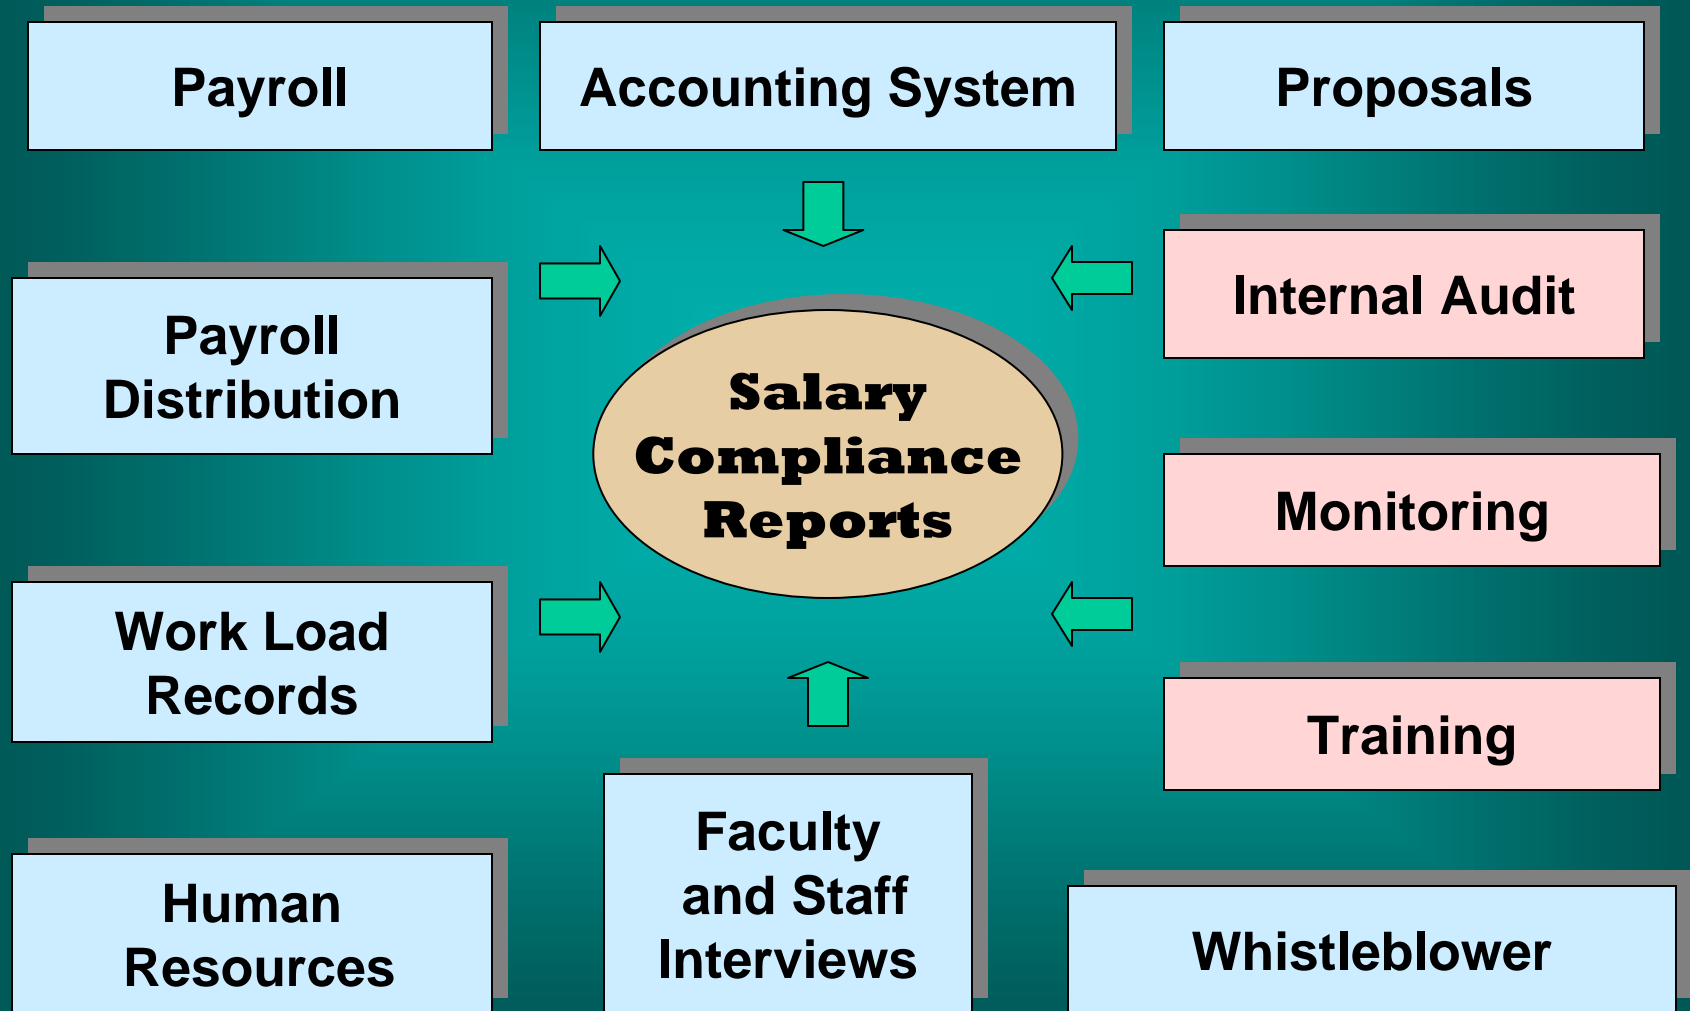 Payroll
Accounting System
Proposals
Internal Audit
Payroll
Distribution
Salary
Compliance
Reports
Monitoring
Work Load
Records
Training
Faculty
and Staff
Interviews
Human
Resources
Whistleblower